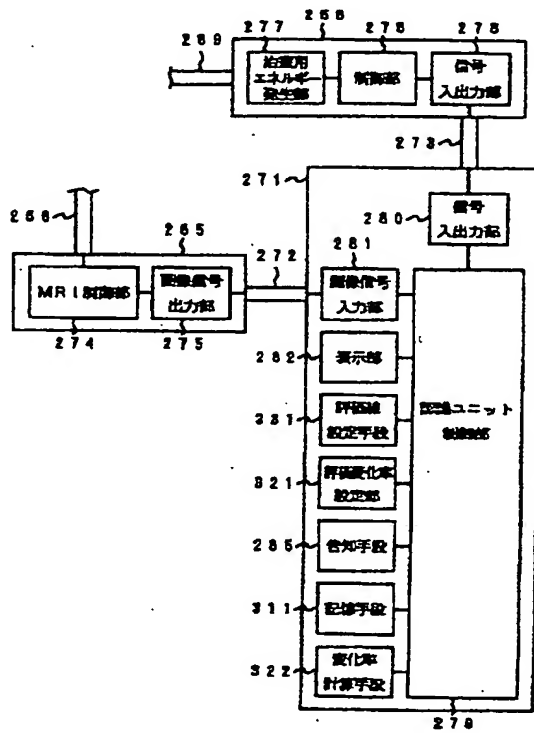 277 268 278 278
269
治療用
エネルギー
発生部
制御部
信号
入出力部
273
271
280
信号
入出力部
266
265
272
281
MRI制御部
画像信号
出力部
274
275
画像信号
入力部
282
表示部
331
評価線
設定手段
ユニット
制御部
321
評価変化率
設定部
285
告知手段
311
記憶手段
322
変化率
計算手段
279